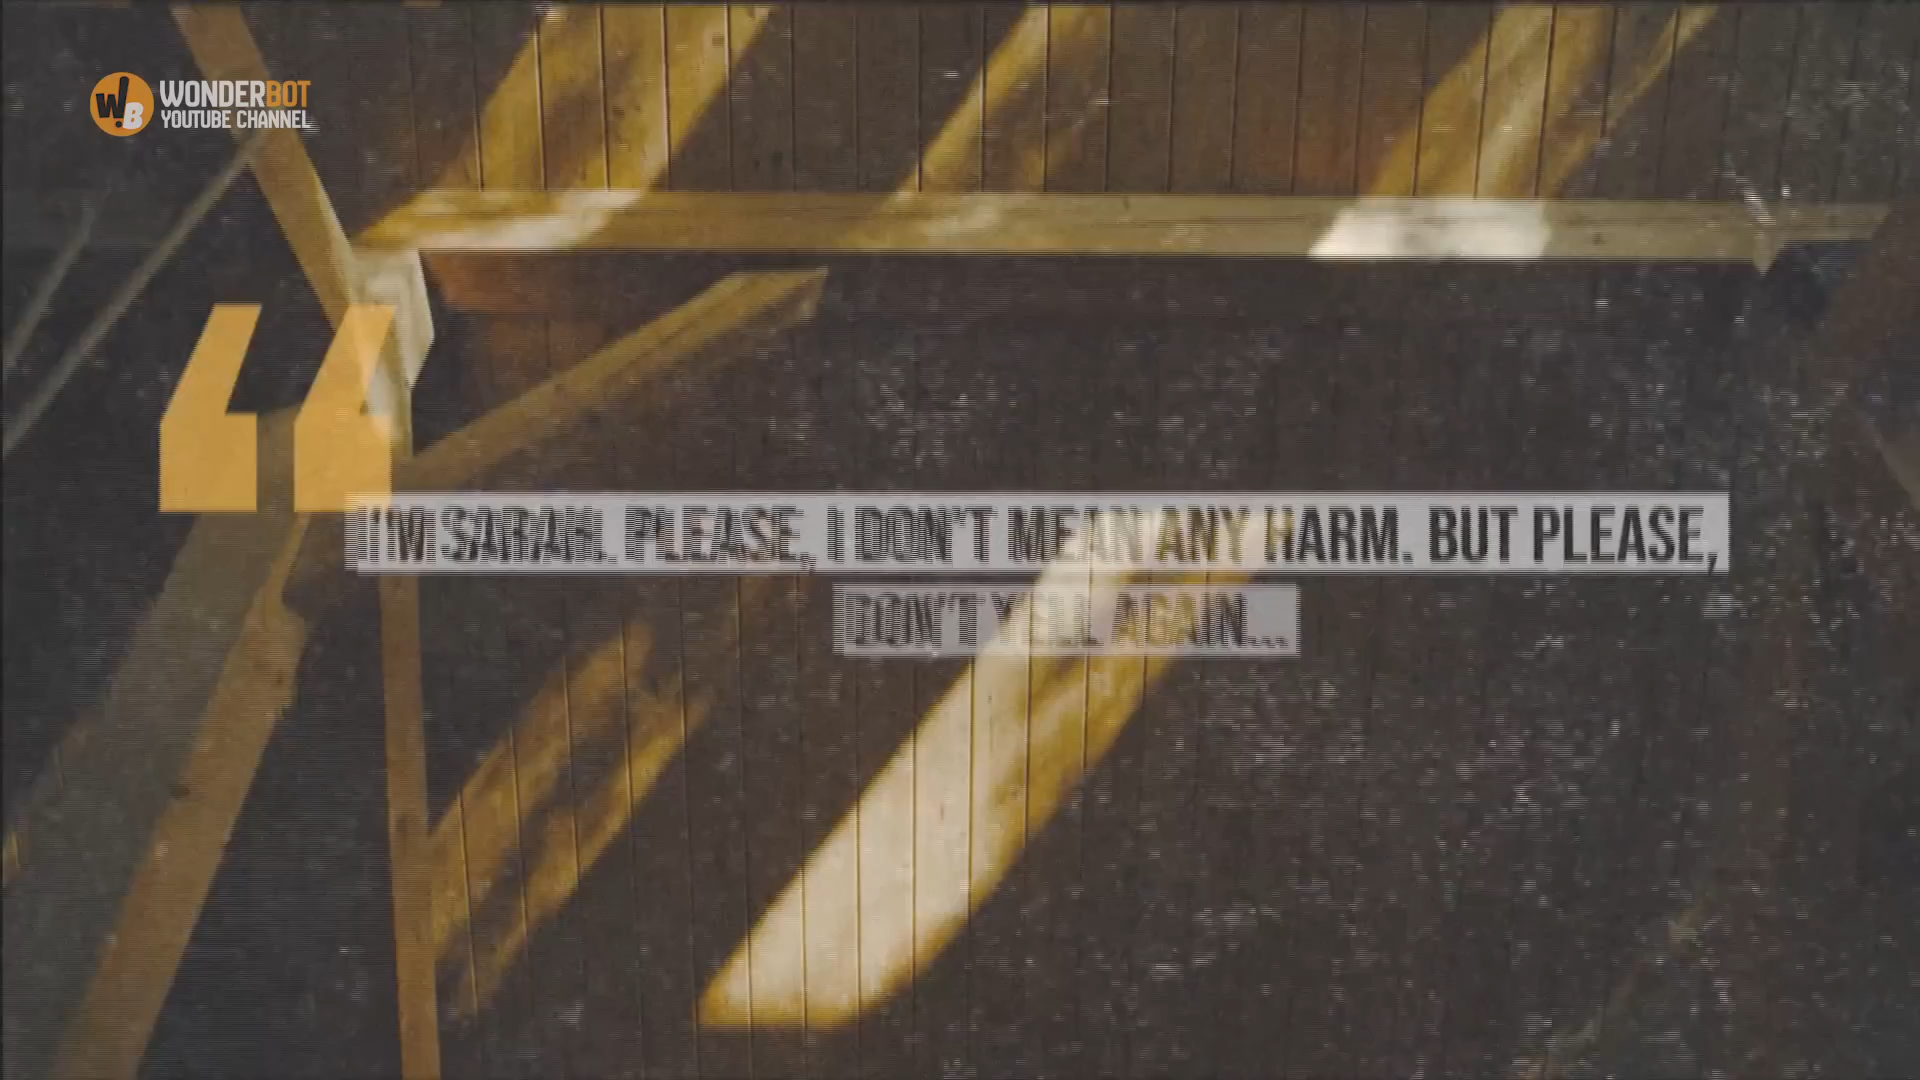 WONDERBOT
YOUTUBE CHANNEL
“
I'M SARAH. PLEASE, I DON'T MEAN ANY HARM. BUT PLEASE,
DON'T YELL AGAIN...